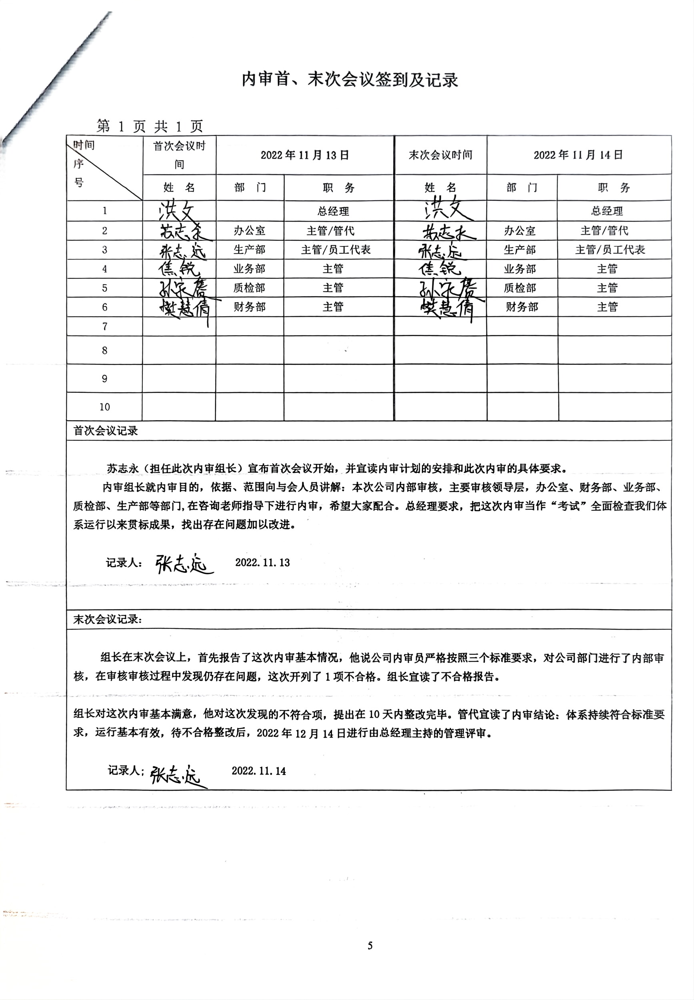 内审首、末次会议签到及记录
第 1 页 共 1 页
时间 序号 首次会议时间 2022年11月13日 末次会议时间 2022年11月14日
姓 名 部 门 职 务 姓 名 部 门 职 务
1 洪文 总经理 洪文 总经理
2 苏志永 办公室 主管/管代 苏志永 办公室 主管/管代
3 张志远 生产部 主管/员工代表 张志远 生产部 主管/员工代表
4 焦锐 业务部 主管 焦锐 业务部 主管
5 质检部 主管 质检部 主管
6 樊慧倩 财务部 主管 樊慧倩 财务部 主管
7
8
9
10
首次会议记录
苏志永（担任此次内审组长）宣布首次会议开始，并宣读内审计划的安排和此次内审的具体要求。
内审组长就内审目的，依据、范围向与会人员讲解：本次公司内部审核，主要审核领导层，办公室、财务部、业务部、
质检部、生产部等部门,在咨询老师指导下进行内审，希望大家配合。总经理要求，把这次内审当作“考试”全面检查我们体
系运行以来贯标成果，找出存在问题加以改进。
记录人： 张志远 2022.11.13
末次会议记录:
组长在末次会议上，首先报告了这次内审基本情况，他说公司内审员严格按照三个标准要求，对公司部门进行了内部审
核，在审核审核过程中发现仍存在问题，这次开列了1项不合格。组长宣读了不合格报告。
组长对这次内审基本满意，他对这次发现的不符合项，提出在10天内整改完毕。管代宣读了内审结论：体系持续符合标准要
求，运行基本有效，待不合格整改后，2022年12月14日进行由总经理主持的管理评审。
记录人; 张志远 2022.11.14
5